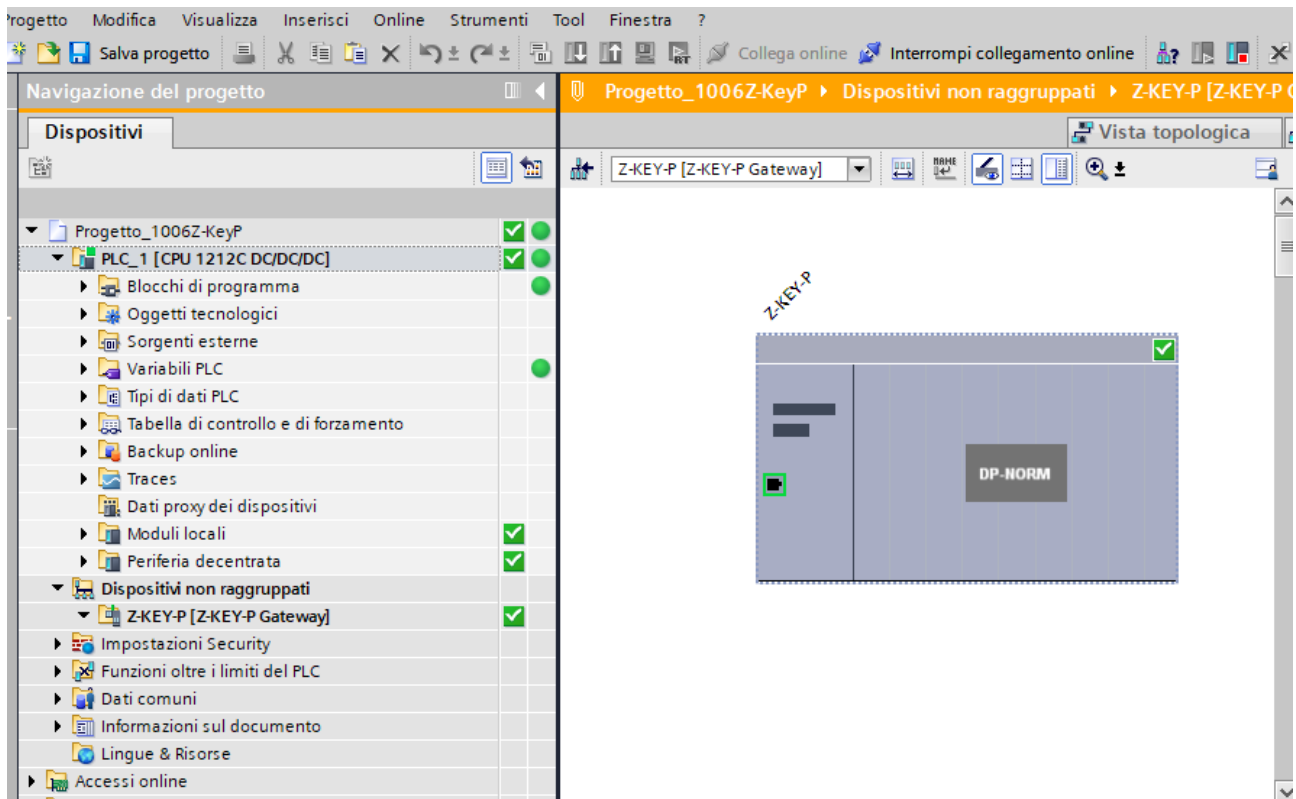 Progetto Modifica Visualizza Inserisci Online Strumenti Tool Finestra ?
Salva progetto Collega online Interrompi collegamento online
Navigazione del progetto
Progetto_1006Z-KeyP Dispositivi non raggruppati Z-KEY-P [Z-KEY-P
Dispositivi
Vista topologica
Z-KEY-P [Z-KEY-P Gateway]
Progetto_1006Z-KeyP
PLC_1 [CPU 1212C DC/DC/DC]
Blocchi di programma
Oggetti tecnologici
Sorgenti esterne
Variabili PLC
Tipi di dati PLC
Tabella di controllo e di forzamento
Backup online
Traces
Dati proxy dei dispositivi
Moduli locali
Periferia decentrata
Dispositivi non raggruppati
Z-KEY-P [Z-KEY-P Gateway]
Impostazioni Security
Funzioni oltre i limiti del PLC
Dati comuni
Informazioni sul documento
Lingue & Risorse
Accessi online
Z-KEY-P
DP-NORM